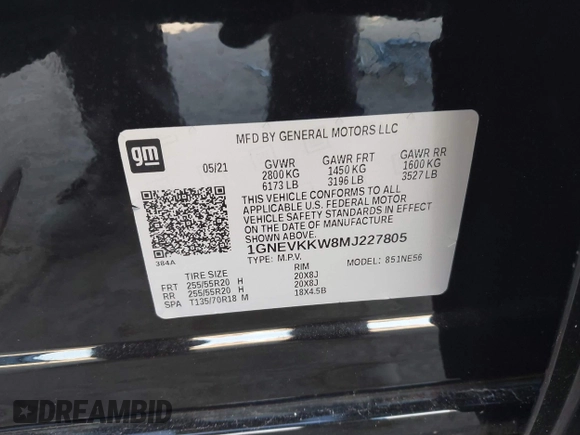 MFD BY GENERAL MOTORS LLC
gm
05/21 GVWR GAWR FRT GAWR RR
2800 KG 1450 KG 1600 KG
6173 LB 3196 LB 3527 LB
THIS VEHICLE CONFORMS TO ALL
APPLICABLE U.S. FEDERAL MOTOR
VEHICLE SAFETY STANDARDS IN EFFECT
ON THE DATE OF MANUFACTURE
SHOWN ABOVE.
1GNEVKKW8MJ227805
384A
TYPE: M.P.V. MODEL: 851NE56
TIRE SIZE RIM
FRT 255/55R20 H 20X8J
RR 255/55R20 H 20X8J
SPA T135/70R18 M 18X4.5B
DREAMBID